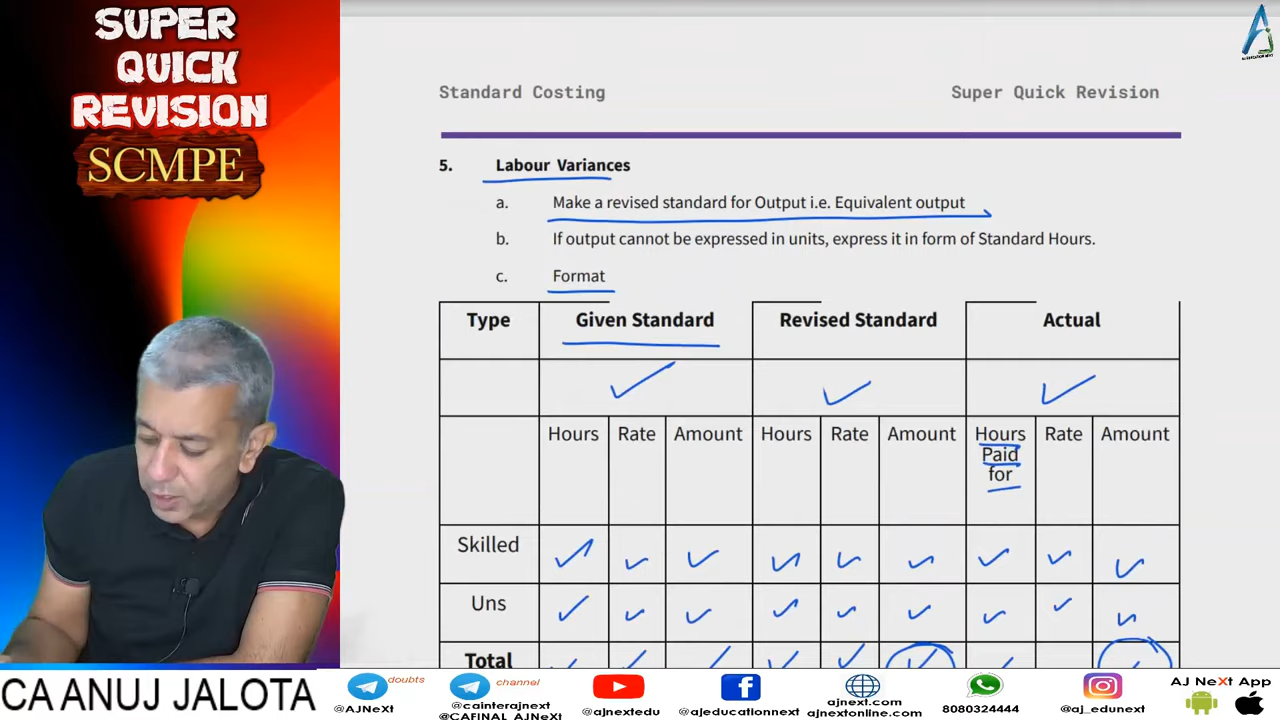 SUPER
QUICK
REVISION
SCMPE
Standard Costing
Super Quick Revision
5. Labour Variances
a. Make a revised standard for Output i.e. Equivalent output
b. If output cannot be expressed in units, express it in form of Standard Hours.
c. Format
Type Given Standard Revised Standard Actual
Hours Rate Amount Hours Rate Amount Hours Paid for Rate Amount
Skilled
Uns
Total
CA ANUJ JALOTA
doubts
@AJNeXt
channel
@cainterajnext
@CAFINAL_AJNeXt
@ajnextedu
@ajeducationnext
ajnext.com
ajnextonline.com
8080324444
@aj_edunext
AJ NeXt App